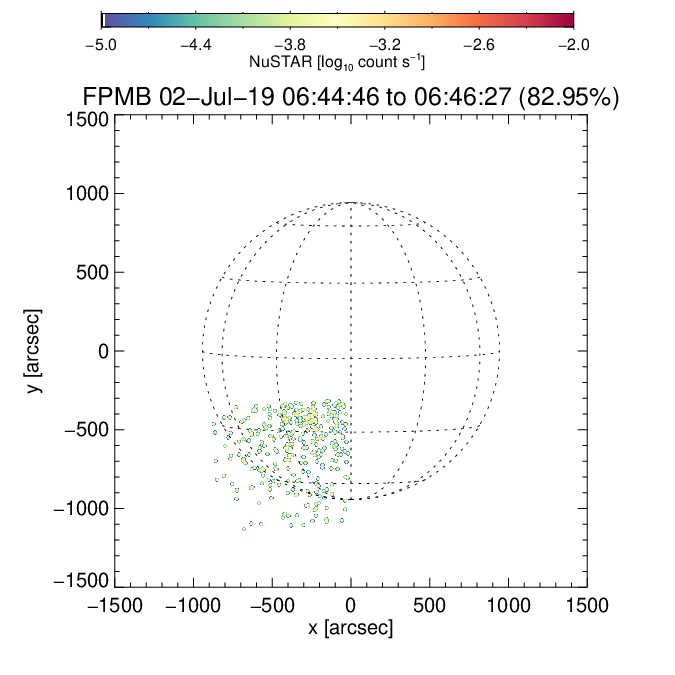 −5.0 −4.4 −3.8 −3.2 −2.6 −2.0
NuSTAR [log₁₀ count s⁻¹]
FPMB 02−Jul−19 06:44:46 to 06:46:27 (82.95%)
1500
1000
500
0
−500
−1000
−1500
y [arcsec]
−1500 −1000 −500 0 500 1000 1500
x [arcsec]